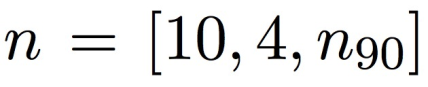 n = [10, 4, n₉₀]